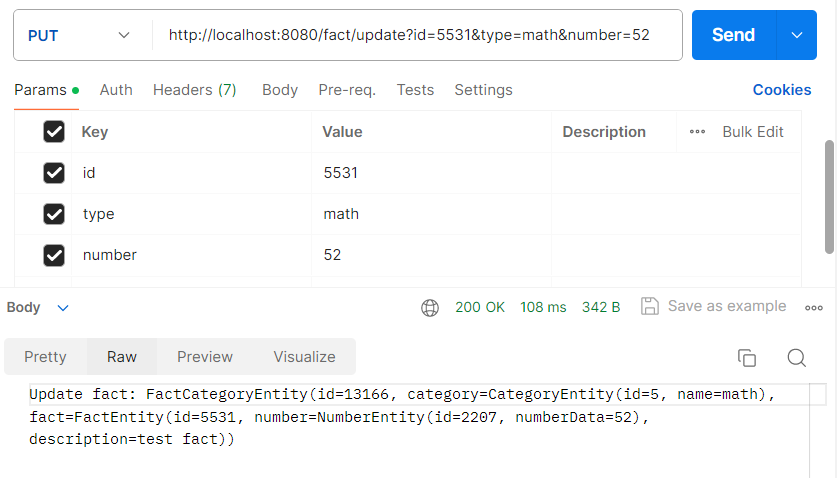 PUT http://localhost:8080/fact/update?id=5531&type=math&number=52 Send
Params Auth Headers (7) Body Pre-req. Tests Settings Cookies
Key Value Description Bulk Edit
id 5531
type math
number 52
Body 200 OK 108 ms 342 B Save as example
Pretty Raw Preview Visualize
Update fact: FactCategoryEntity(id=13166, category=CategoryEntity(id=5, name=math),
fact=FactEntity(id=5531, number=NumberEntity(id=2207, numberData=52),
description=test fact))